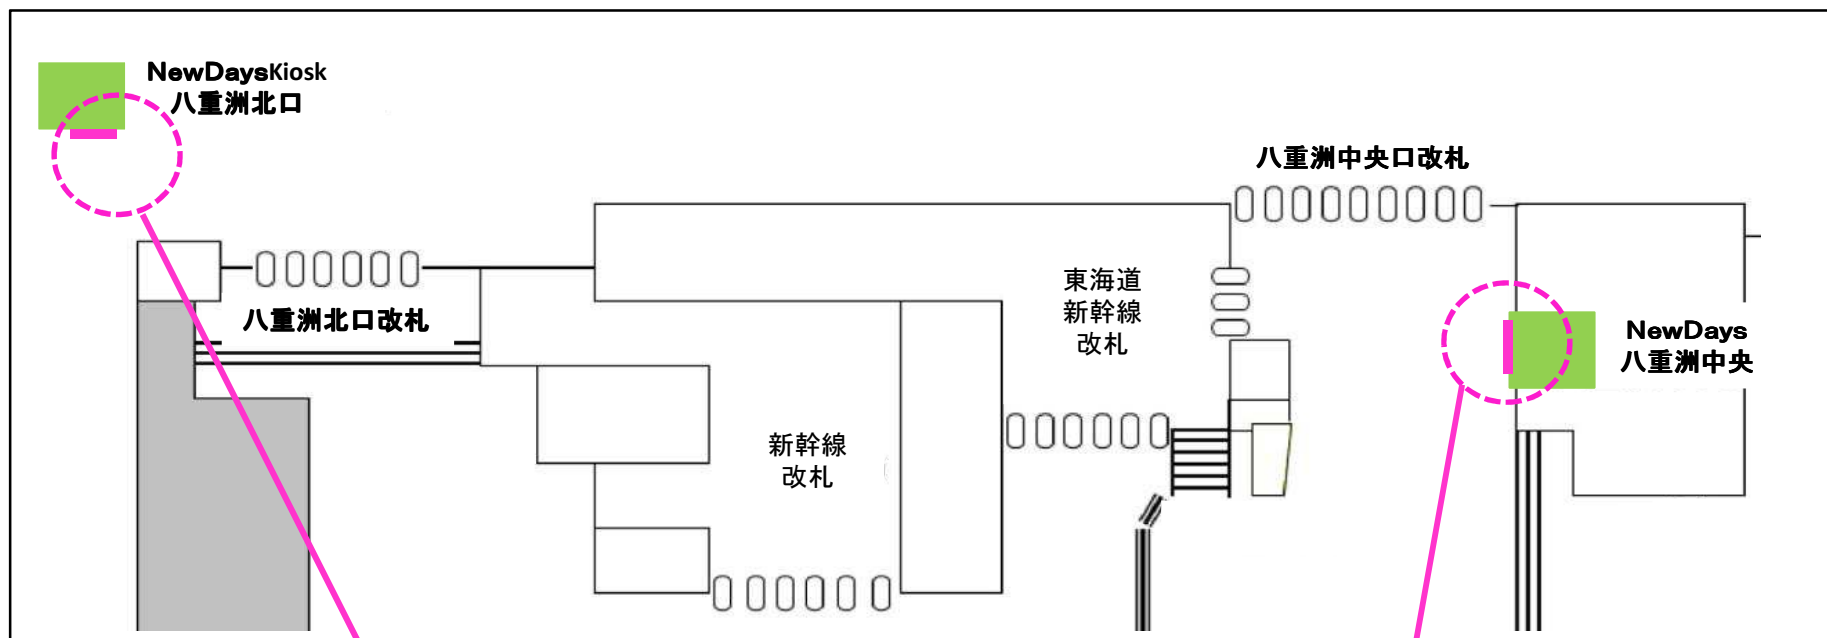 NewDaysKiosk
八重洲北口
八重洲中央口改札
八重洲北口改札
東海道
新幹線
改札
NewDays
八重洲中央
新幹線
改札